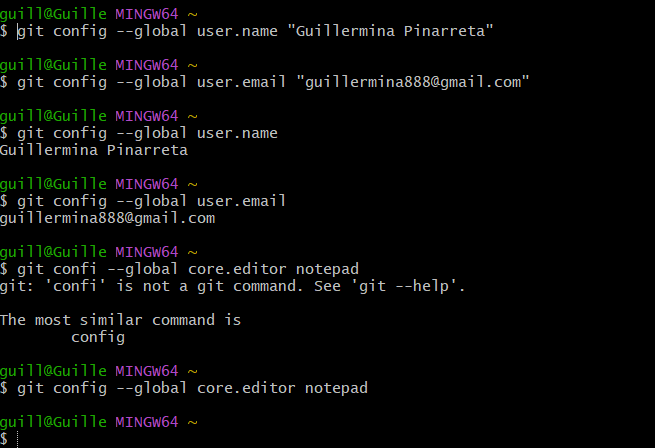 guill@Guille MINGW64 ~
$ git config --global user.name "Guillermina Pinarreta"
guill@Guille MINGW64 ~
$ git config --global user.email "guillermina888@gmail.com"
guill@Guille MINGW64 ~
$ git config --global user.name
Guillermina Pinarreta
guill@Guille MINGW64 ~
$ git config --global user.email
guillermina888@gmail.com
guill@Guille MINGW64 ~
$ git confi --global core.editor notepad
git: 'confi' is not a git command. See 'git --help'.
The most similar command is
        config
guill@Guille MINGW64 ~
$ git config --global core.editor notepad
guill@Guille MINGW64 ~
$